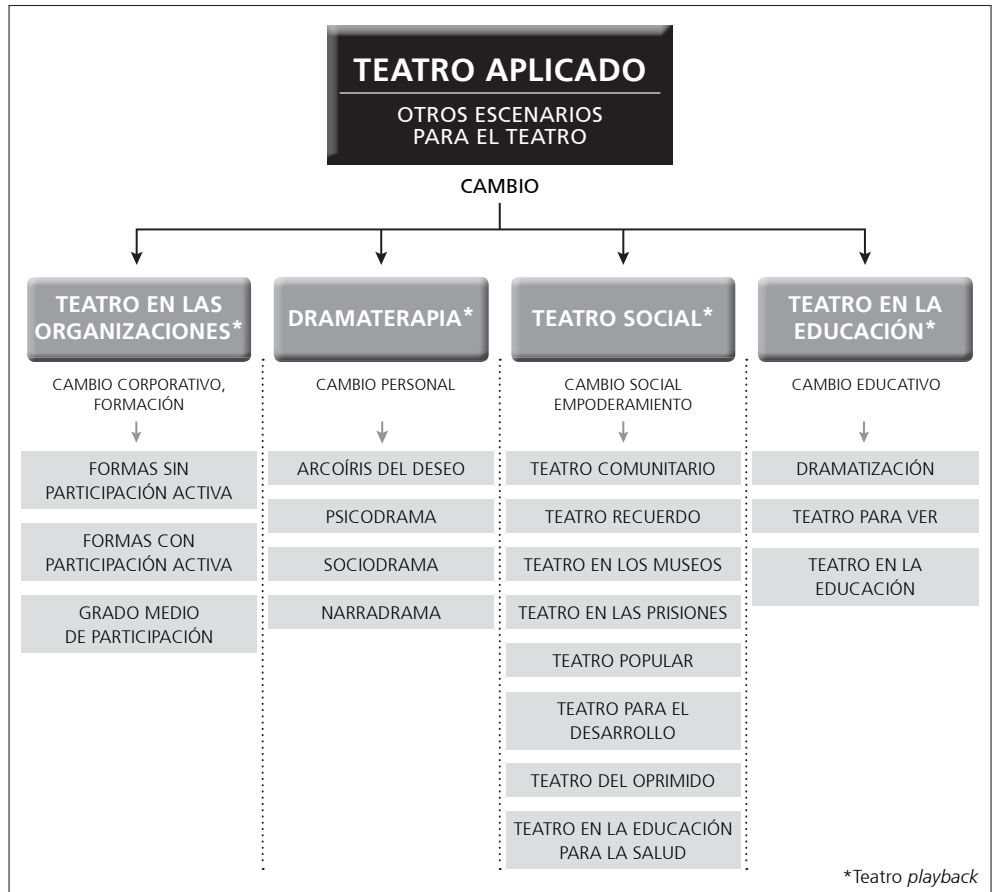 TEATRO APLICADO
OTROS ESCENARIOS
PARA EL TEATRO
CAMBIO
TEATRO EN LAS
ORGANIZACIONES*
CAMBIO CORPORATIVO,
FORMACIÓN
FORMAS SIN
PARTICIPACIÓN ACTIVA
FORMAS CON
PARTICIPACIÓN ACTIVA
GRADO MEDIO
DE PARTICIPACIÓN
DRAMATERAPIA*
CAMBIO PERSONAL
ARCOÍRIS DEL DESEO
PSICODRAMA
SOCIODRAMA
NARRADRAMA
TEATRO SOCIAL*
CAMBIO SOCIAL
EMPODERAMIENTO
TEATRO COMUNITARIO
TEATRO RECUERDO
TEATRO EN LOS MUSEOS
TEATRO EN LAS PRISIONES
TEATRO POPULAR
TEATRO PARA EL
DESARROLLO
TEATRO DEL OPRIMIDO
TEATRO EN LA EDUCACIÓN
PARA LA SALUD
TEATRO EN LA
EDUCACIÓN*
CAMBIO EDUCATIVO
DRAMATIZACIÓN
TEATRO PARA VER
TEATRO EN LA
EDUCACIÓN
*Teatro playback